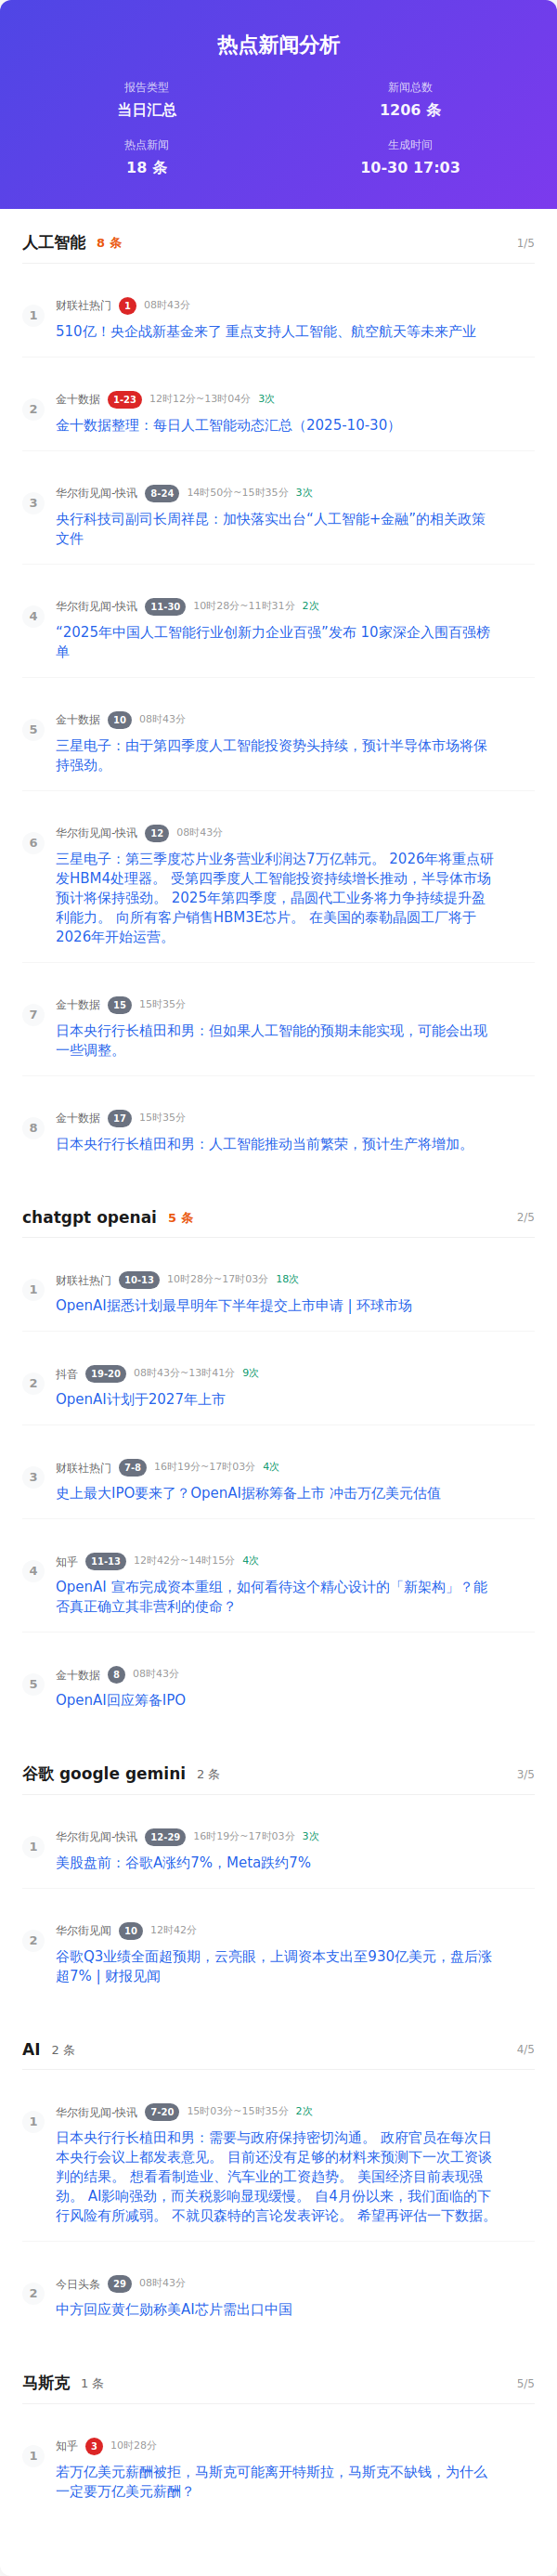 热点新闻分析
报告类型
当日汇总
新闻总数
1206 条
热点新闻
18 条
生成时间
10-30 17:03
人工智能 8 条 1/5
1
财联社热门 1 08时43分
510亿！央企战新基金来了 重点支持人工智能、航空航天等未来产业
2
金十数据 1-23 12时12分~13时04分 3次
金十数据整理：每日人工智能动态汇总（2025-10-30）
3
华尔街见闻-快讯 8-24 14时50分~15时35分 3次
央行科技司副司长周祥昆：加快落实出台“人工智能+金融”的相关政策
文件
4
华尔街见闻-快讯 11-30 10时28分~11时31分 2次
“2025年中国人工智能行业创新力企业百强”发布 10家深企入围百强榜
单
5
金十数据 10 08时43分
三星电子：由于第四季度人工智能投资势头持续，预计半导体市场将保
持强劲。
6
华尔街见闻-快讯 12 08时43分
三星电子：第三季度芯片业务营业利润达7万亿韩元。 2026年将重点研
发HBM4处理器。 受第四季度人工智能投资持续增长推动，半导体市场
预计将保持强劲。 2025年第四季度，晶圆代工业务将力争持续提升盈
利能力。 向所有客户销售HBM3E芯片。 在美国的泰勒晶圆工厂将于
2026年开始运营。
7
金十数据 15 15时35分
日本央行行长植田和男：但如果人工智能的预期未能实现，可能会出现
一些调整。
8
金十数据 17 15时35分
日本央行行长植田和男：人工智能推动当前繁荣，预计生产将增加。
chatgpt openai 5 条 2/5
1
财联社热门 10-13 10时28分~17时03分 18次
OpenAI据悉计划最早明年下半年提交上市申请 | 环球市场
2
抖音 19-20 08时43分~13时41分 9次
OpenAI计划于2027年上市
3
财联社热门 7-8 16时19分~17时03分 4次
史上最大IPO要来了？OpenAI据称筹备上市 冲击万亿美元估值
4
知乎 11-13 12时42分~14时15分 4次
OpenAI 宣布完成资本重组，如何看待这个精心设计的「新架构」？能
否真正确立其非营利的使命？
5
金十数据 8 08时43分
OpenAI回应筹备IPO
谷歌 google gemini 2 条 3/5
1
华尔街见闻-快讯 12-29 16时19分~17时03分 3次
美股盘前：谷歌A涨约7%，Meta跌约7%
2
华尔街见闻 10 12时42分
谷歌Q3业绩全面超预期，云亮眼，上调资本支出至930亿美元，盘后涨
超7% | 财报见闻
AI 2 条 4/5
1
华尔街见闻-快讯 7-20 15时03分~15时35分 2次
日本央行行长植田和男：需要与政府保持密切沟通。 政府官员在每次日
本央行会议上都发表意见。 目前还没有足够的材料来预测下一次工资谈
判的结果。 想看看制造业、汽车业的工资趋势。 美国经济目前表现强
劲。 AI影响强劲，而关税影响显现缓慢。 自4月份以来，我们面临的下
行风险有所减弱。 不就贝森特的言论发表评论。 希望再评估一下数据。
2
今日头条 29 08时43分
中方回应黄仁勋称美AI芯片需出口中国
马斯克 1 条 5/5
1
知乎 3 10时28分
若万亿美元薪酬被拒，马斯克可能离开特斯拉，马斯克不缺钱，为什么
一定要万亿美元薪酬？